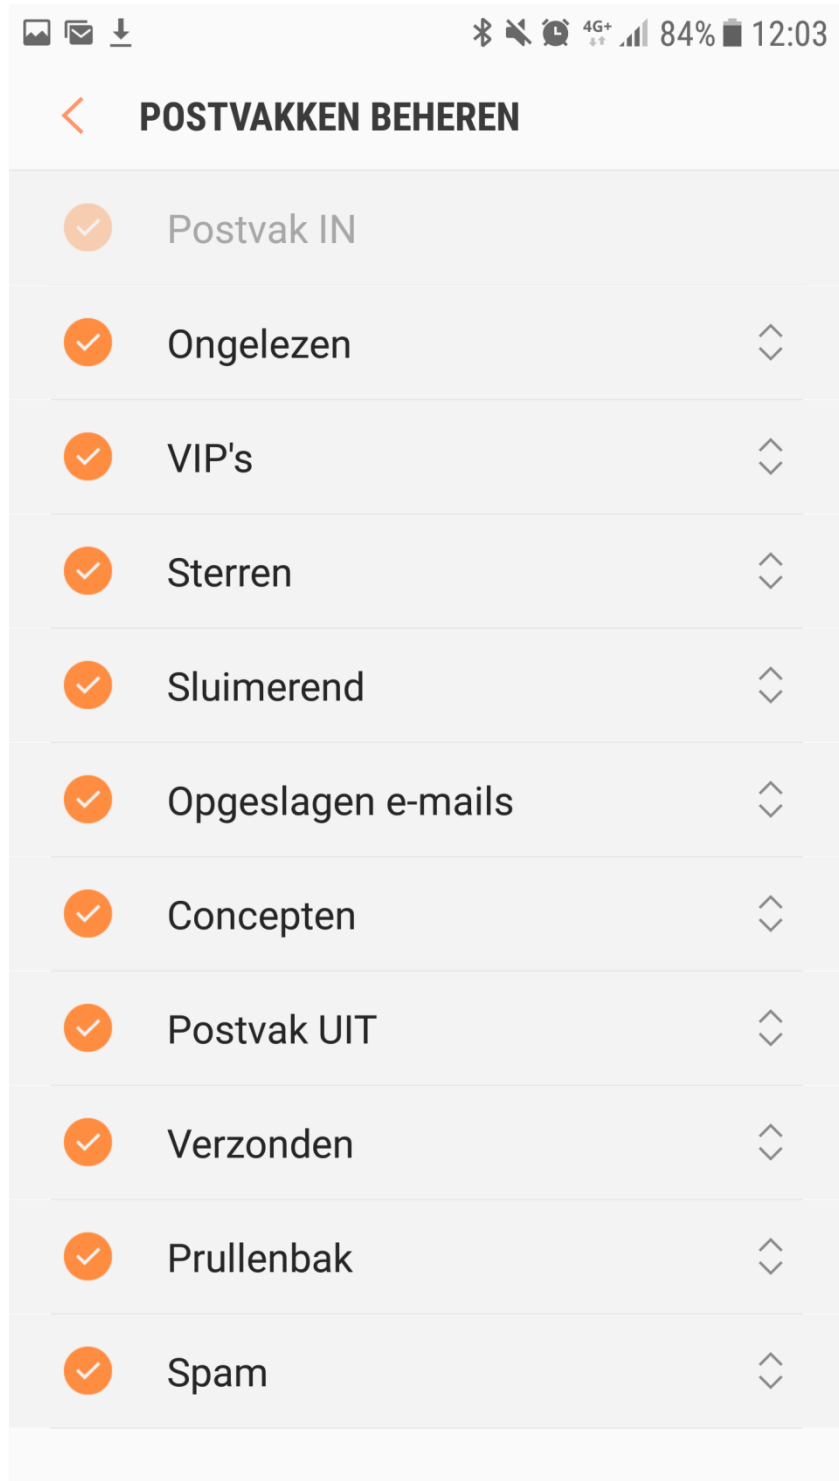 4G+ 84% 12:03
POSTVAKKEN BEHEREN
Postvak IN
Ongelezen
VIP's
Sterren
Sluimerend
Opgeslagen e-mails
Concepten
Postvak UIT
Verzonden
Prullenbak
Spam